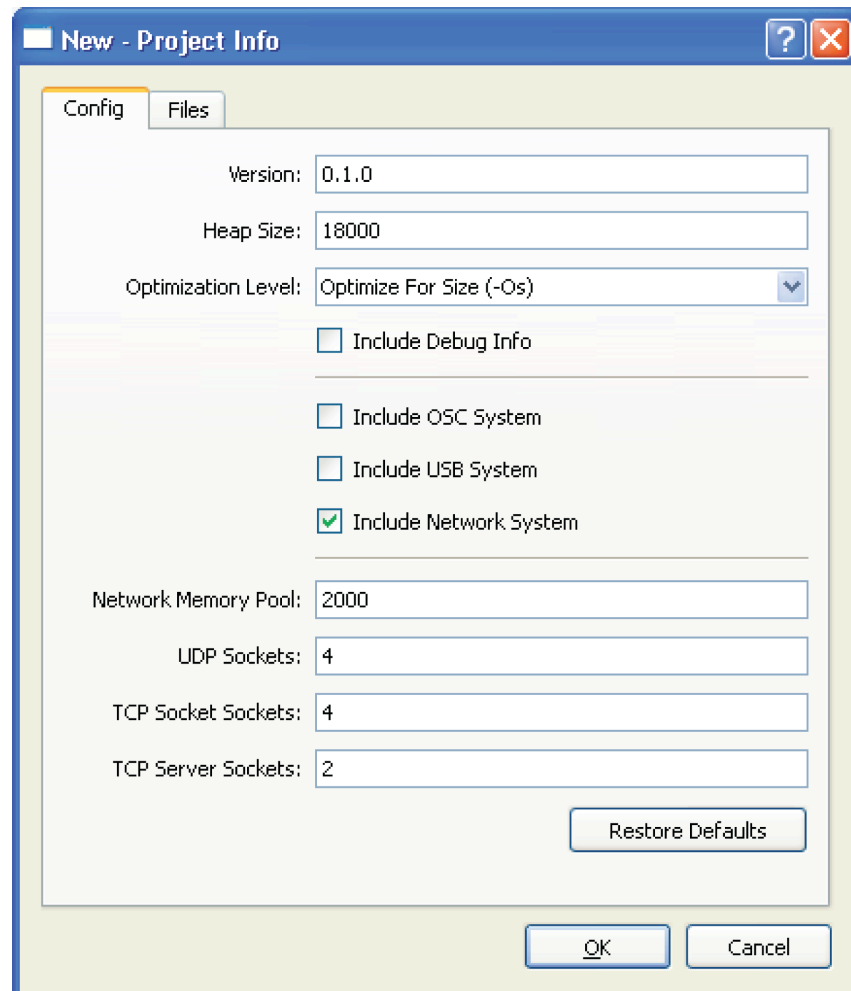 New - Project Info
Config Files
Version: 0.1.0
Heap Size: 18000
Optimization Level: Optimize For Size (-Os)
Include Debug Info
Include OSC System
Include USB System
Include Network System
Network Memory Pool: 2000
UDP Sockets: 4
TCP Socket Sockets: 4
TCP Server Sockets: 2
Restore Defaults
OK Cancel